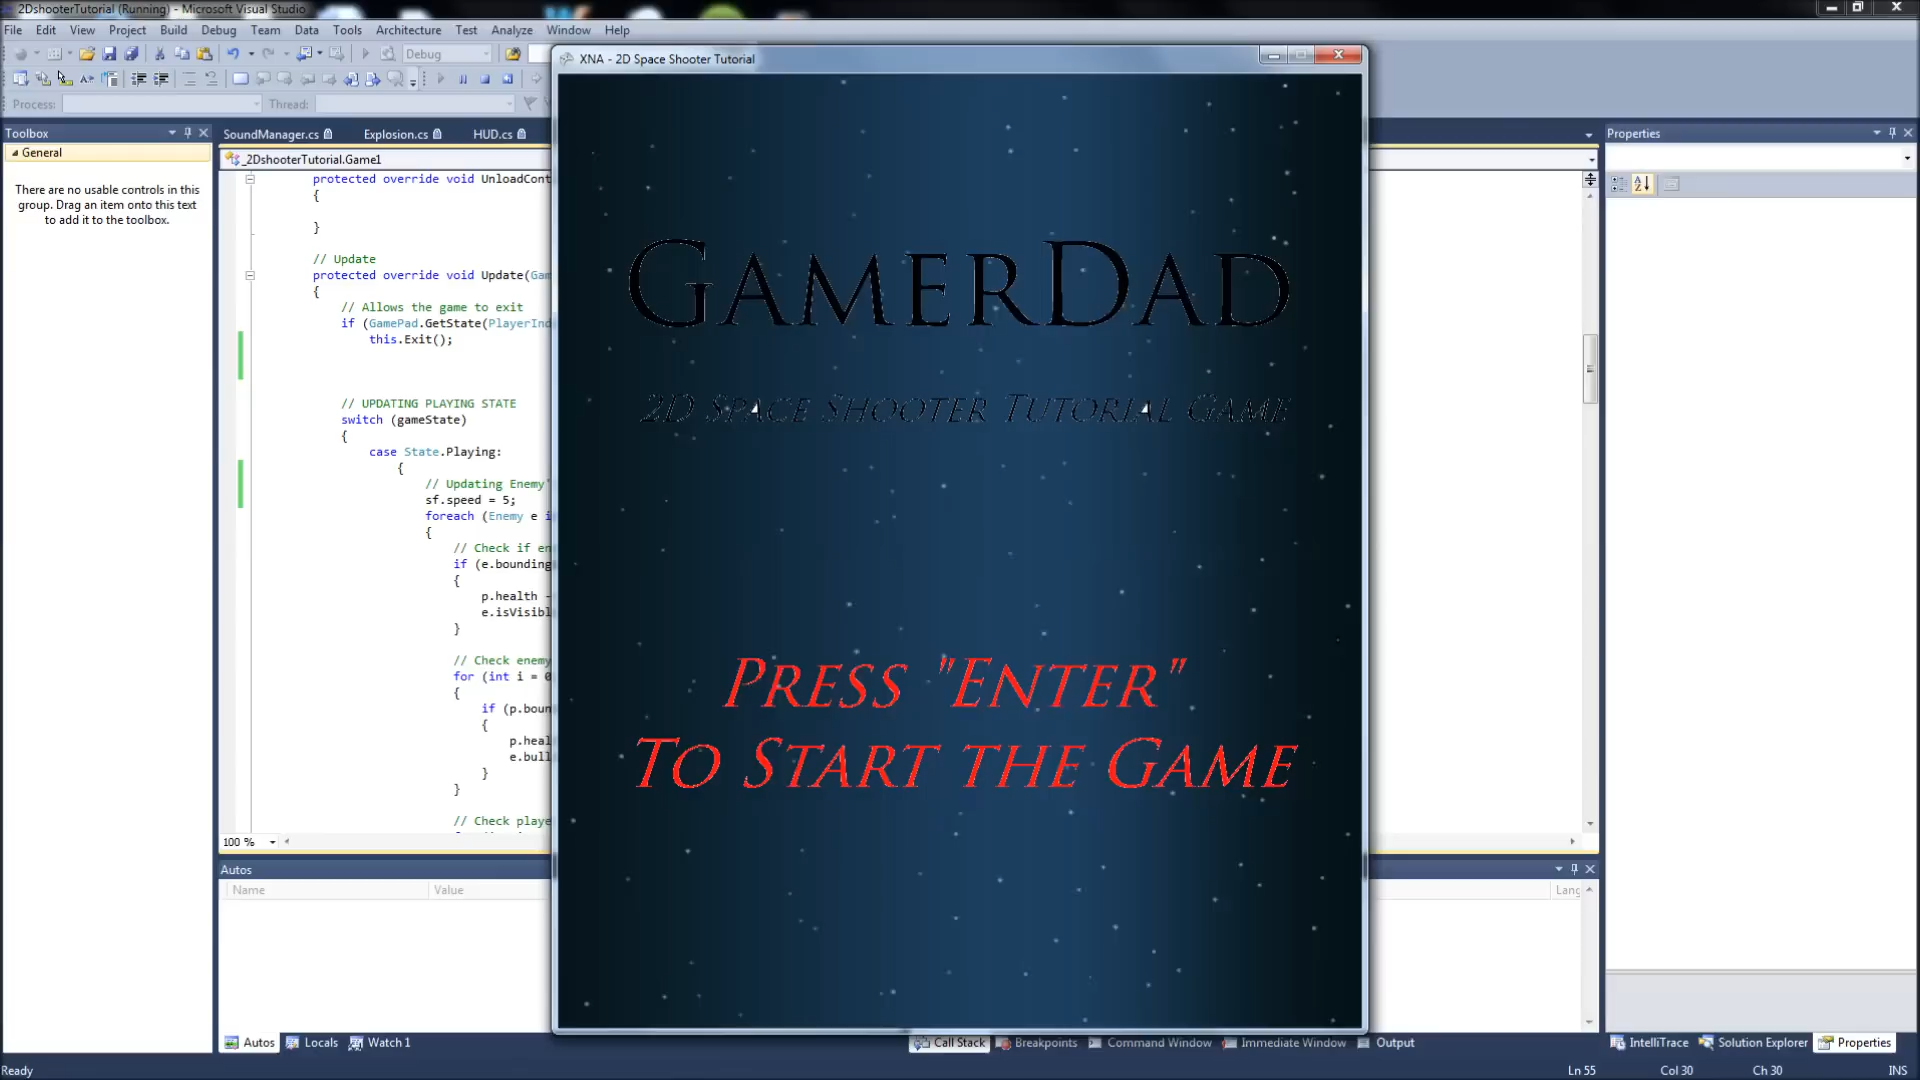 2DshooterTutorial (Running) - Microsoft Visual Studio
File Edit View Project Build Debug Team Data Tools Architecture Test Analyze Window Help
Debug
Process: Thread:
XNA - 2D Space Shooter Tutorial
Toolbox
General
There are no usable controls in this
group. Drag an item onto this text
to add it to the toolbox.
SoundManager.cs Explosion.cs HUD.cs
_2DshooterTutorial.Game1
protected override void UnloadCont
{
}
// Update
protected override void Update(Gam
{
// Allows the game to exit
if (GamePad.GetState(PlayerInd
this.Exit();
// UPDATING PLAYING STATE
switch (gameState)
{
case State.Playing:
{
// Updating Enemy'
sf.speed = 5;
foreach (Enemy e i
{
// Check if en
if (e.bounding
{
p.health -
e.isVisibl
}
// Check enemy
for (int i = 0
{
if (p.boun
{
p.heal
e.bull
}
}
// Check playe
100 %
GamerDad
2D Space Shooter Tutorial Game
Press "Enter"
To Start the Game
Properties
Autos
Name Value
Lang
Autos Locals Watch 1
Call Stack Breakpoints Command Window Immediate Window Output
IntelliTrace Solution Explorer Properties
Ready Ln 55 Col 30 Ch 30 INS